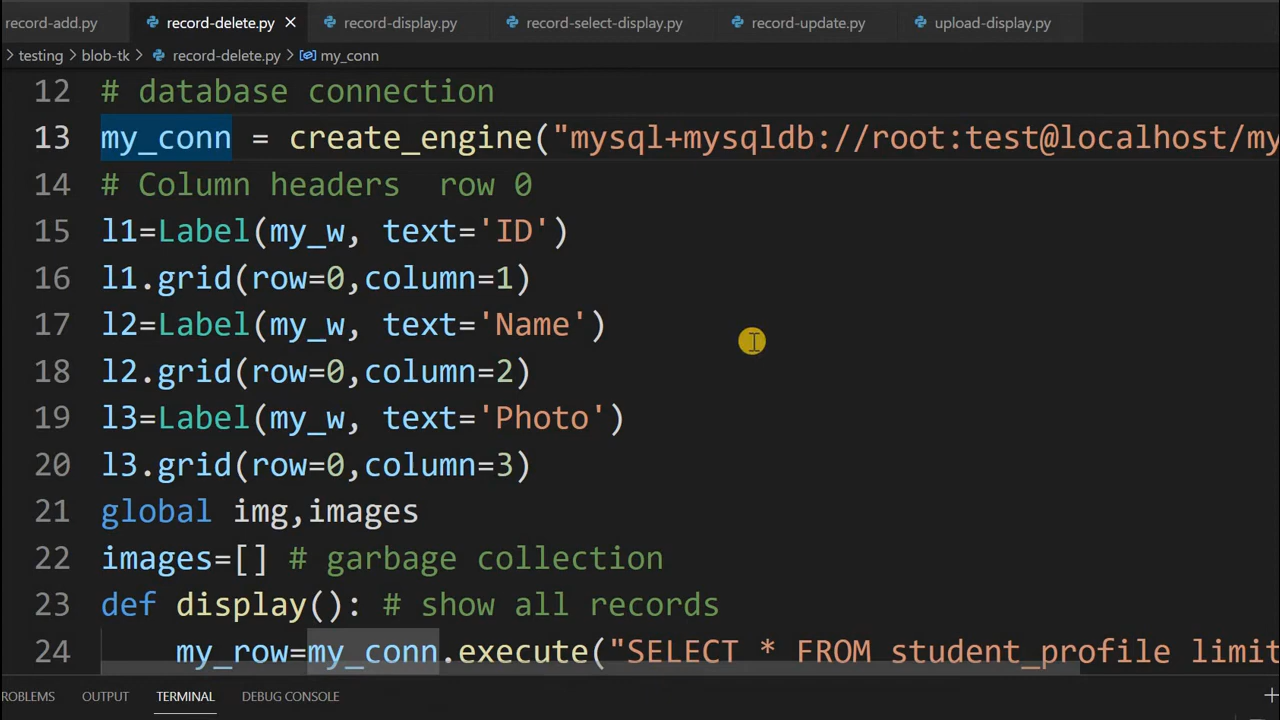 record-add.py record-delete.py × record-display.py record-select-display.py record-update.py upload-display.py
> testing > blob-tk > record-delete.py > my_conn
12 # database connection
13 my_conn = create_engine("mysql+mysqldb://root:test@localhost/my
14 # Column headers  row 0
15 l1=Label(my_w, text='ID')
16 l1.grid(row=0,column=1)
17 l2=Label(my_w, text='Name')
18 l2.grid(row=0,column=2)
19 l3=Label(my_w, text='Photo')
20 l3.grid(row=0,column=3)
21 global img,images
22 images=[] # garbage collection
23 def display(): # show all records
24     my_row=my_conn.execute("SELECT * FROM student_profile limit
ROBLEMS OUTPUT TERMINAL DEBUG CONSOLE +